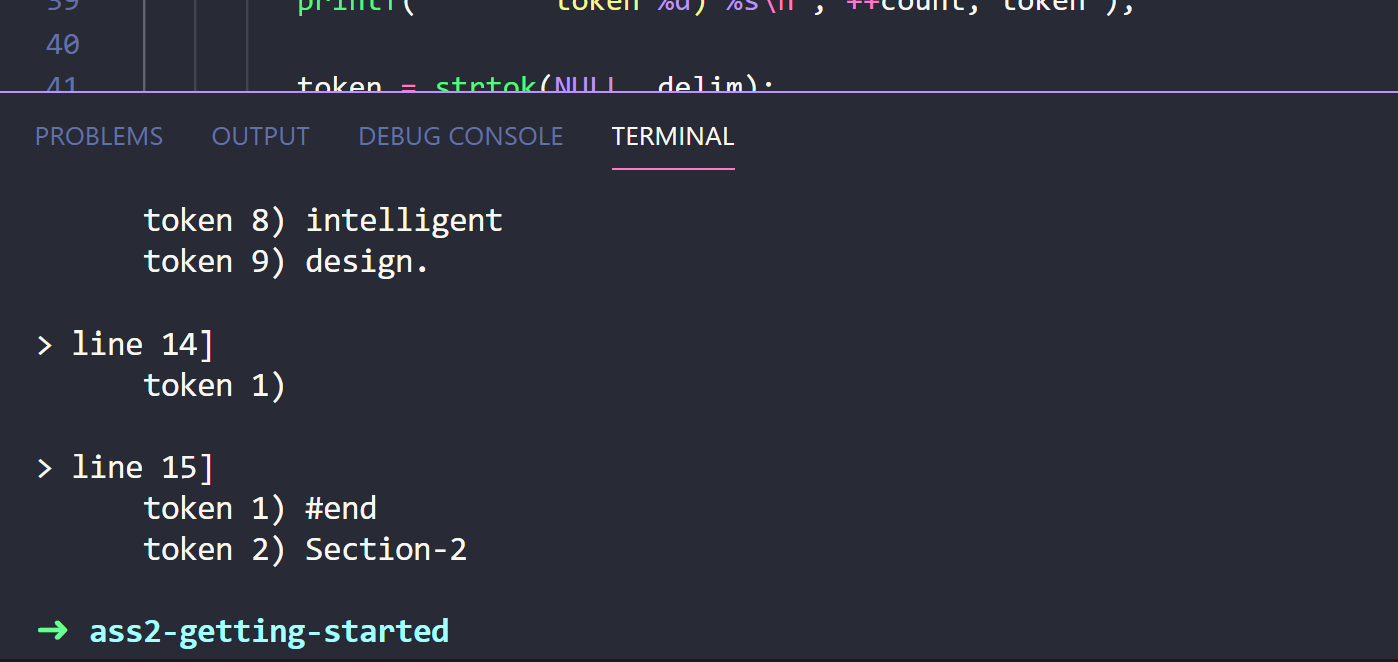 39 printf(" token %d) %s\n", ++count, token );
40
41 token = strtok(NULL, delim);
PROBLEMS OUTPUT DEBUG CONSOLE TERMINAL
token 8) intelligent
token 9) design.
> line 14]
token 1)
> line 15]
token 1) #end
token 2) Section-2
➜ ass2-getting-started